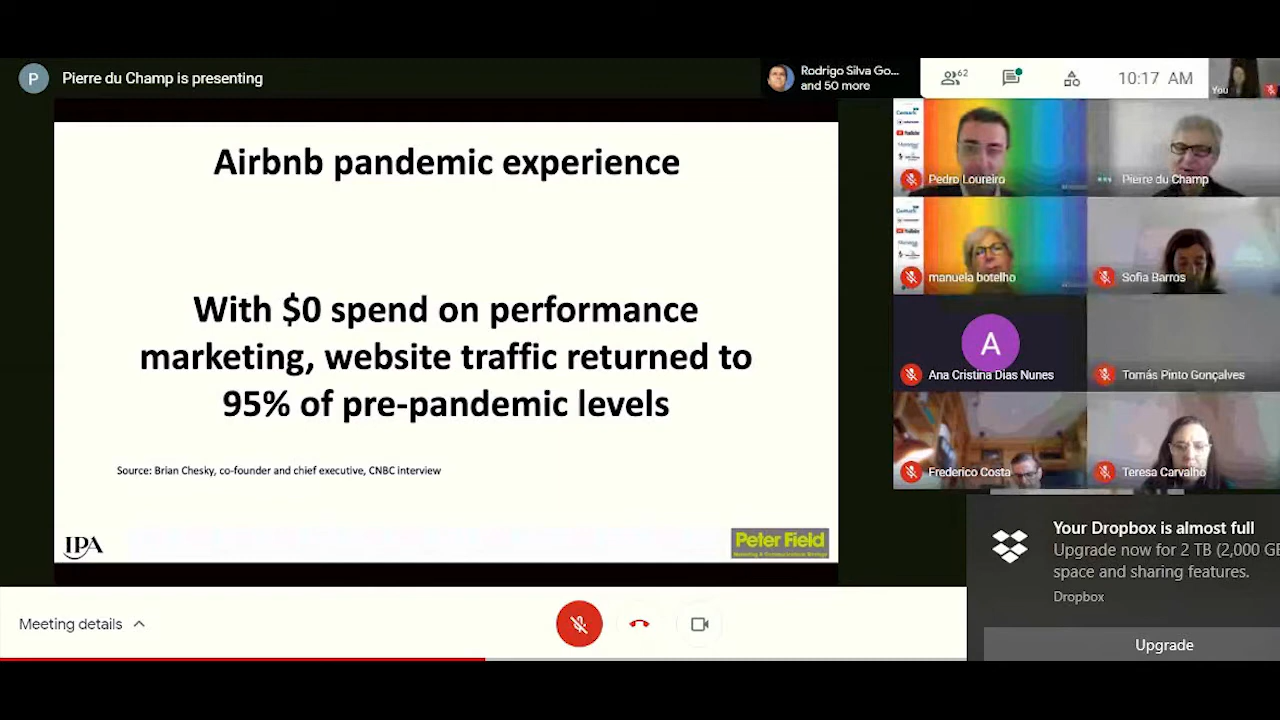 P
Pierre du Champ is presenting
Rodrigo Silva Go...
and 50 more
62
10:17 AM
You
Airbnb pandemic experience
With $0 spend on performance
marketing, website traffic returned to
95% of pre-pandemic levels
Source: Brian Chesky, co-founder and chief executive, CNBC interview
IPA
Peter Field
Pedro Loureiro
Pierre du Champ
manuela botelho
Sofia Barros
A
Ana Cristina Dias Nunes
Tomás Pinto Gonçalves
Frederico Costa
Teresa Carvalho
Your Dropbox is almost full
Upgrade now for 2 TB (2,000 GB
space and sharing features.
Dropbox
Upgrade
Meeting details